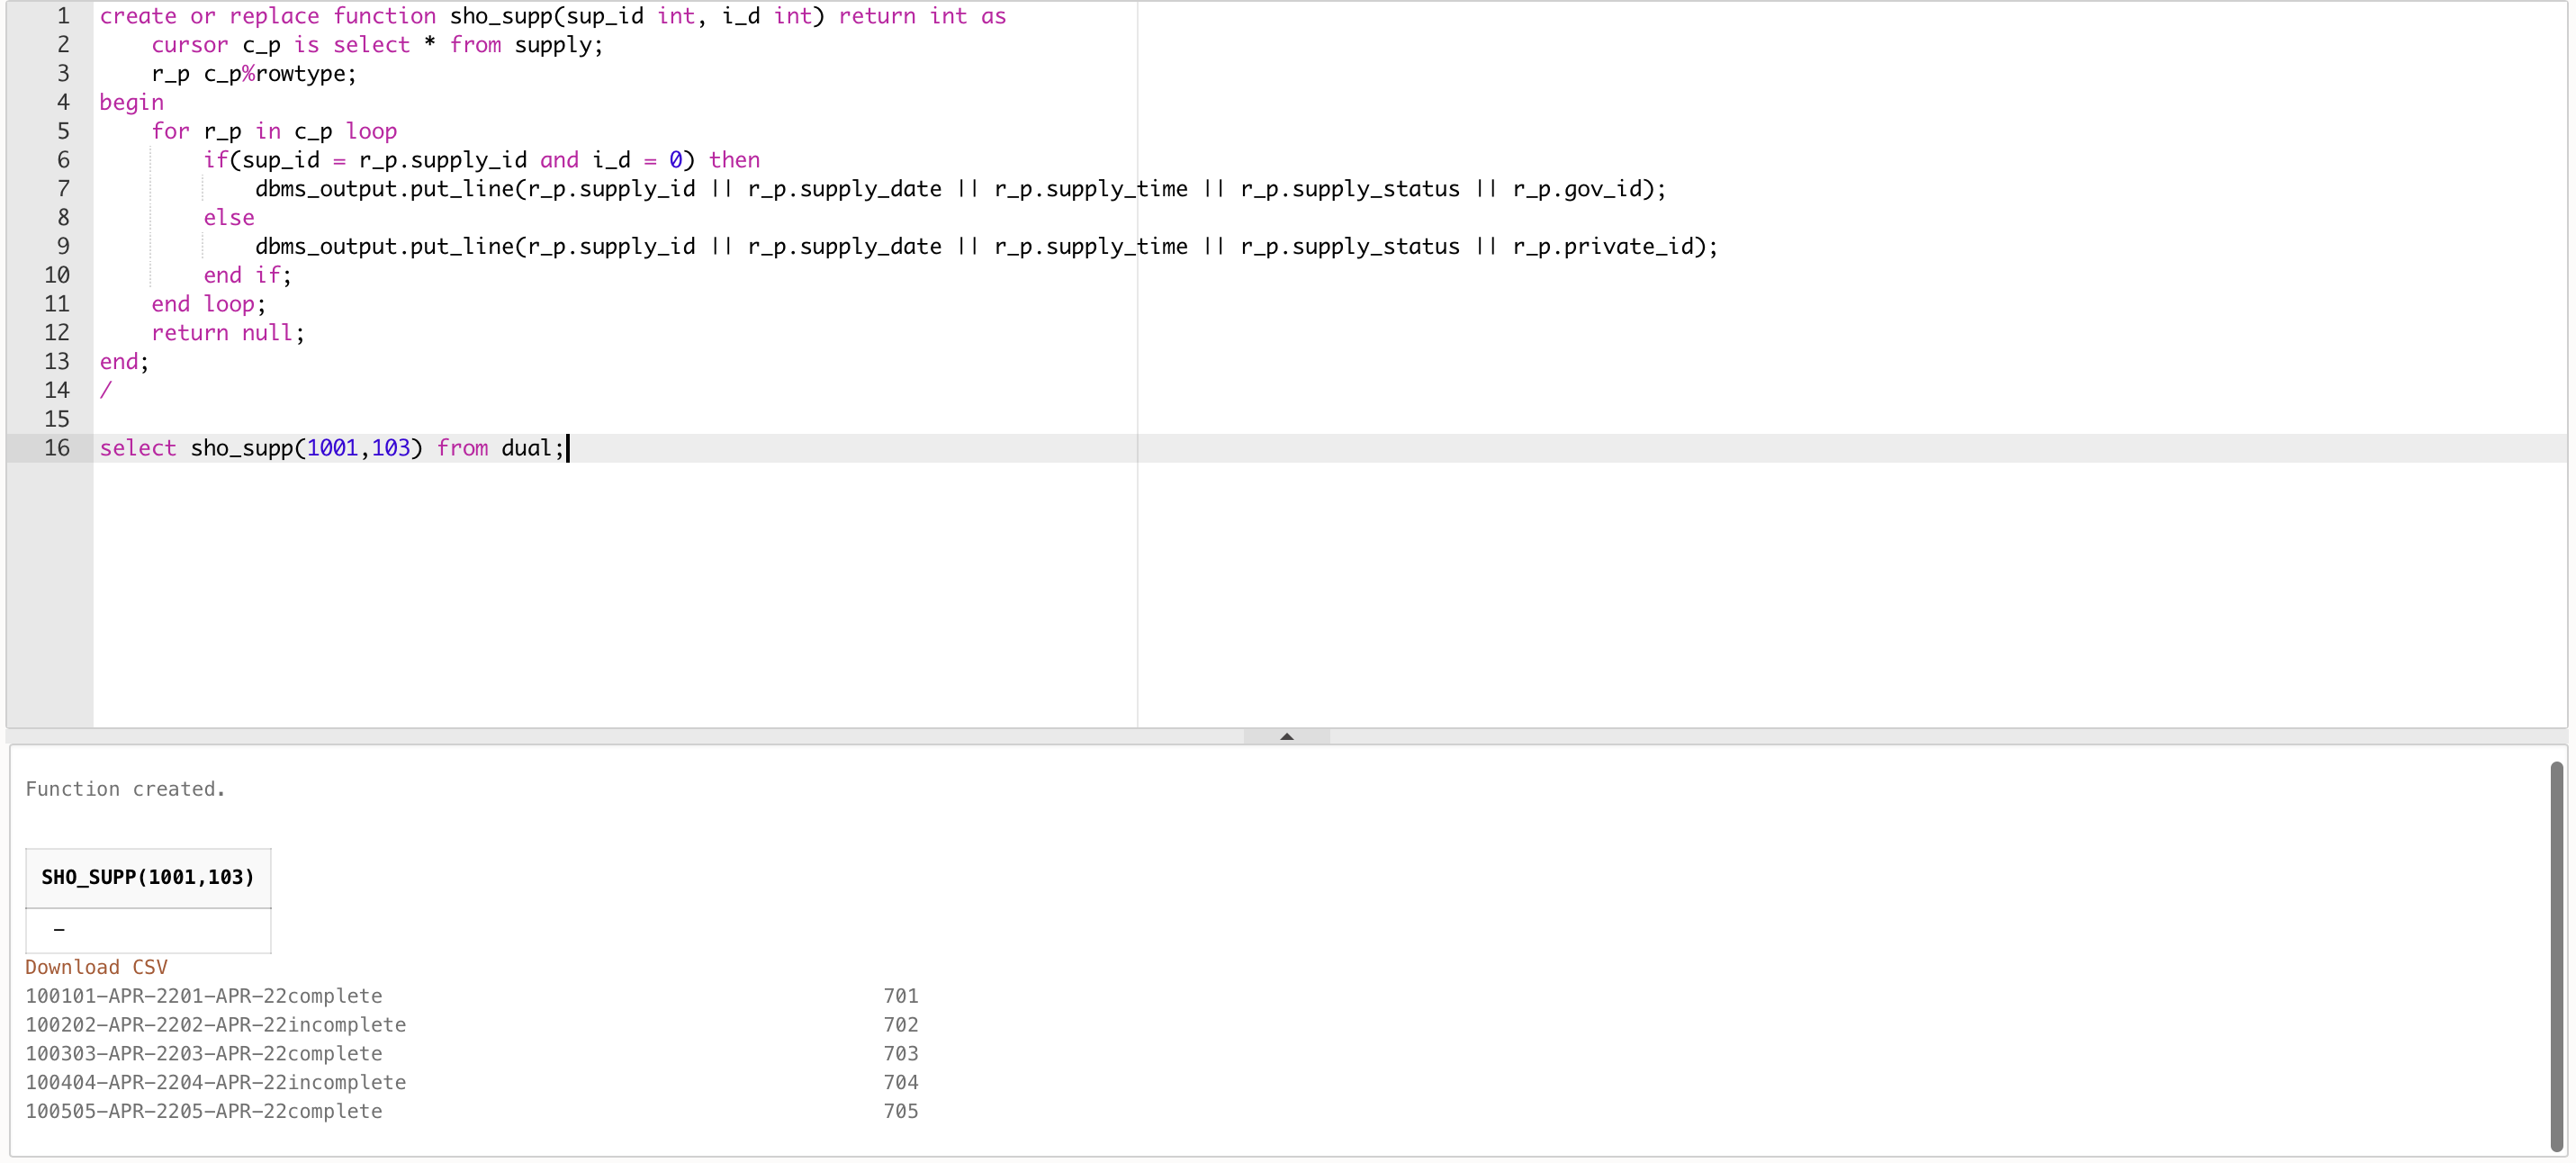 1 create or replace function sho_supp(sup_id int, i_d int) return int as
2     cursor c_p is select * from supply;
3     r_p c_p%rowtype;
4 begin
5     for r_p in c_p loop
6         if(sup_id = r_p.supply_id and i_d = 0) then
7             dbms_output.put_line(r_p.supply_id || r_p.supply_date || r_p.supply_time || r_p.supply_status || r_p.gov_id);
8         else
9             dbms_output.put_line(r_p.supply_id || r_p.supply_date || r_p.supply_time || r_p.supply_status || r_p.private_id);
10         end if;
11     end loop;
12     return null;
13 end;
14 /
15
16 select sho_supp(1001,103) from dual;
Function created.
SHO_SUPP(1001,103)
-
Download CSV
100101-APR-2201-APR-22complete 701
100202-APR-2202-APR-22incomplete 702
100303-APR-2203-APR-22complete 703
100404-APR-2204-APR-22incomplete 704
100505-APR-2205-APR-22complete 705